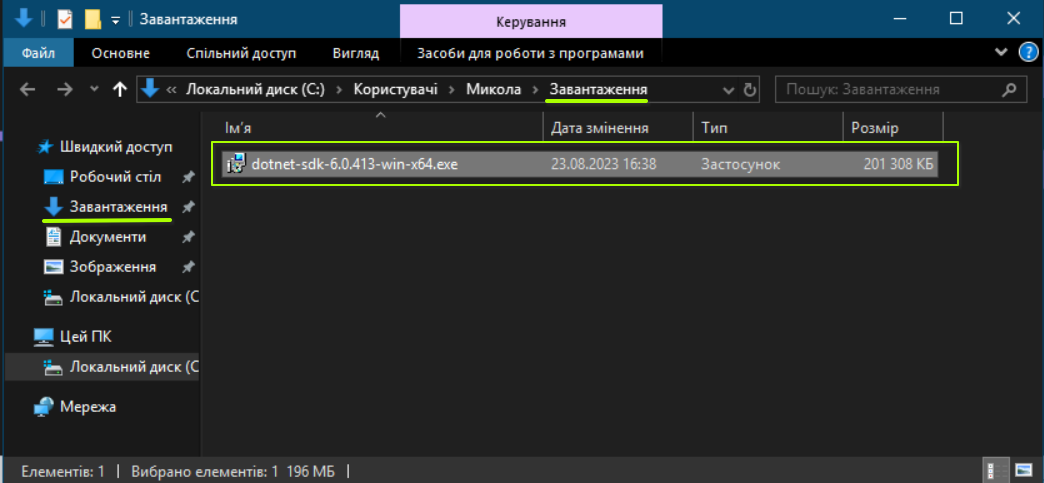 Завантаження
Керування
Файл Основне Спільний доступ Вигляд Засоби для роботи з програмами
« Локальний диск (C:) › Користувачі › Микола › Завантаження
Пошук: Завантаження
Ім'я Дата змінення Тип Розмір
dotnet-sdk-6.0.413-win-x64.exe 23.08.2023 16:38 Застосунок 201 308 КБ
Швидкий доступ
Робочий стіл
Завантаження
Документи
Зображення
Локальний диск (C
Цей ПК
Локальний диск (C
Мережа
Елементів: 1 | Вибрано елементів: 1 196 МБ |